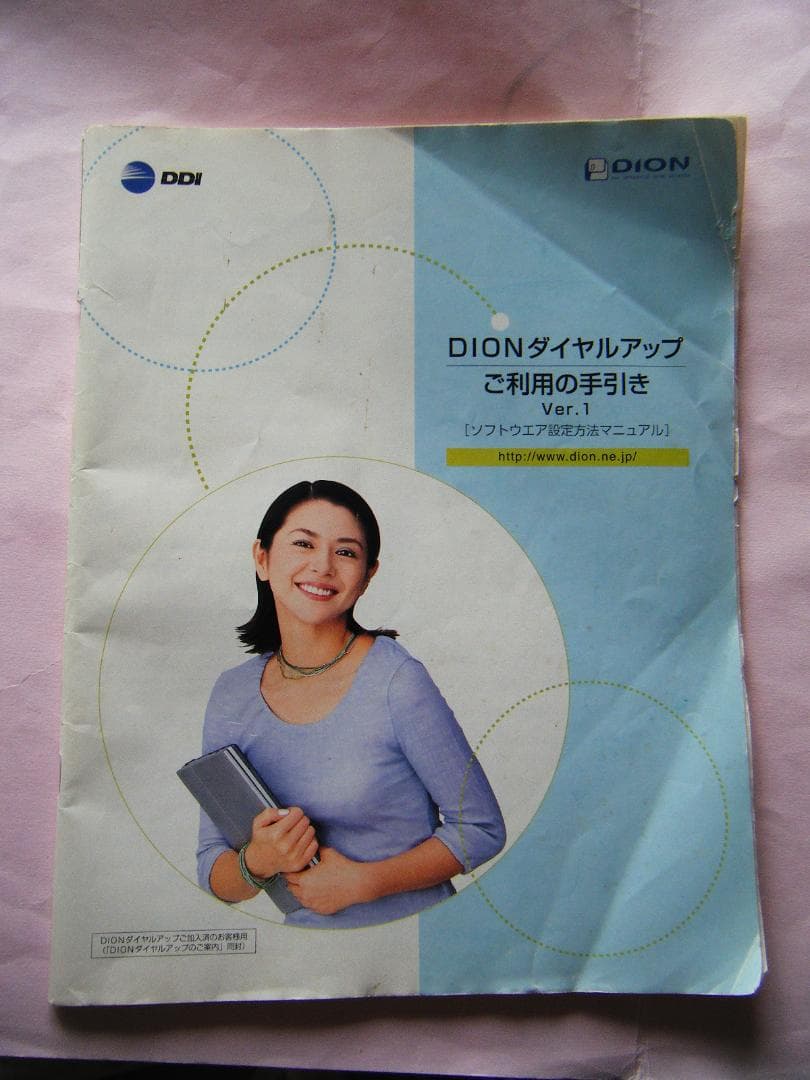 DDI
DION
DIONダイヤルアップ
ご利用の手引き
Ver.1
［ソフトウエア設定方法マニュアル］
http://www.dion.ne.jp/
DIONダイヤルアップご加入済のお客様用
（「DIONダイヤルアップのご案内」同封）